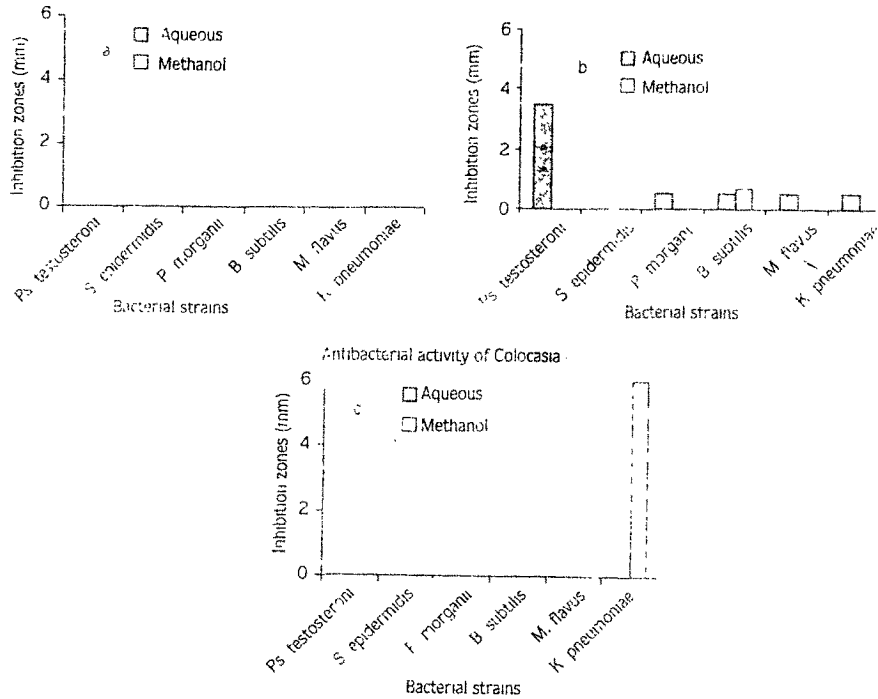 6
4
2
0
Inhibition zones (mm)
a
Aqueous
Methanol
Ps. testosteroni
S. epidermidis
P. morganii
B. subtilis
M. flavus
K. pneumoniae
Bacterial strains
6
4
2
0
Inhibition zones (mm)
b
Aqueous
Methanol
Ps. testosteroni
S. epidermidis
P. morgani
B. subtilis
M. flavus
K. pneumoniae
Bacterial strains
Antibacterial activity of Colocasia
6
4
2
0
Inhibition zones (mm)
c
Aqueous
Methanol
Ps. testosteroni
S. epidermidis
P. morganii
B. subtilis
M. flavus
K. pneumoniae
Bacterial strains